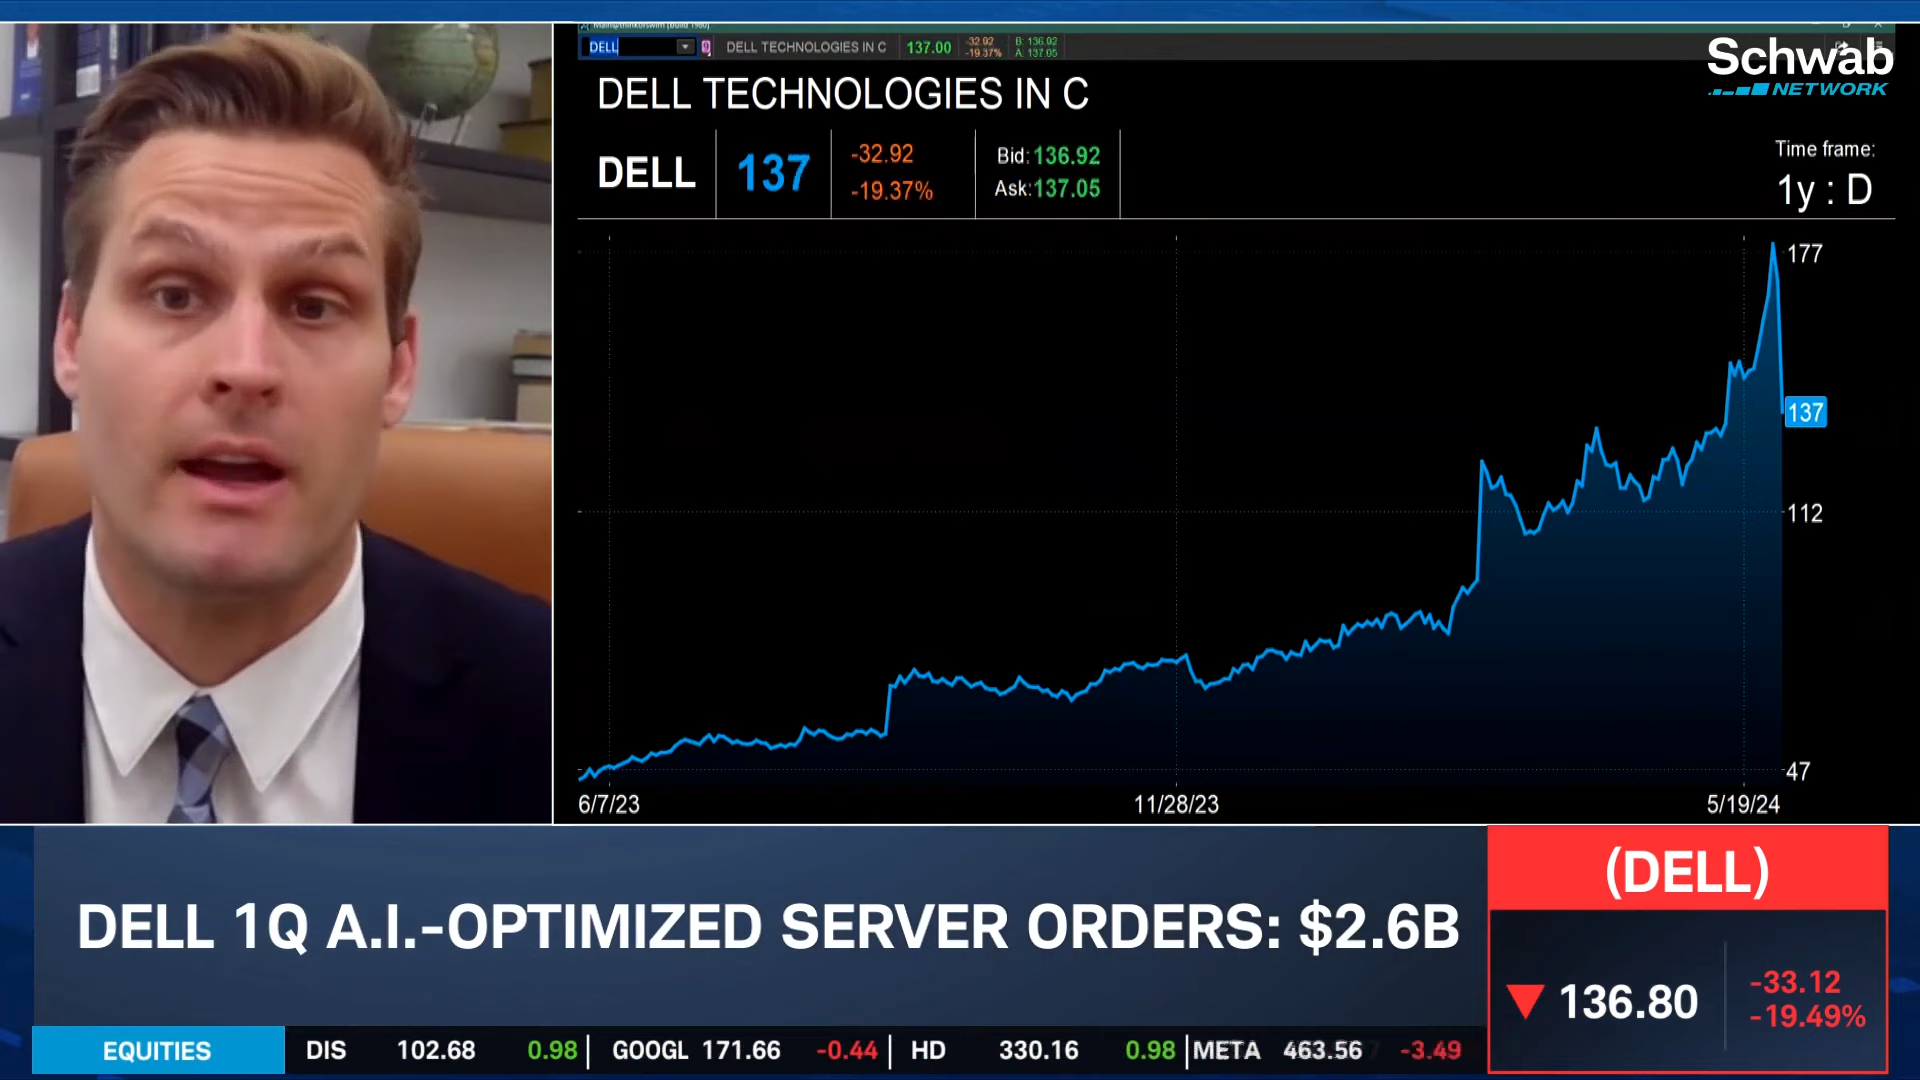 Main@thinkorswim [build 1980]
DELL
DELL TECHNOLOGIES IN C 137.00 -32.92 -19.37% B: 136.92 A: 137.05
Schwab
NETWORK
DELL TECHNOLOGIES IN C
DELL 137
-32.92
-19.37%
Bid: 136.92
Ask: 137.05
Time frame:
1y : D
177
137
112
47
6/7/23 11/28/23 5/19/24
DELL 1Q A.I.-OPTIMIZED SERVER ORDERS: $2.6B
(DELL)
136.80
-33.12
-19.49%
EQUITIES
DIS 102.68 0.98 GOOGL 171.66 -0.44 HD 330.16 0.98 META 463.56 -3.49